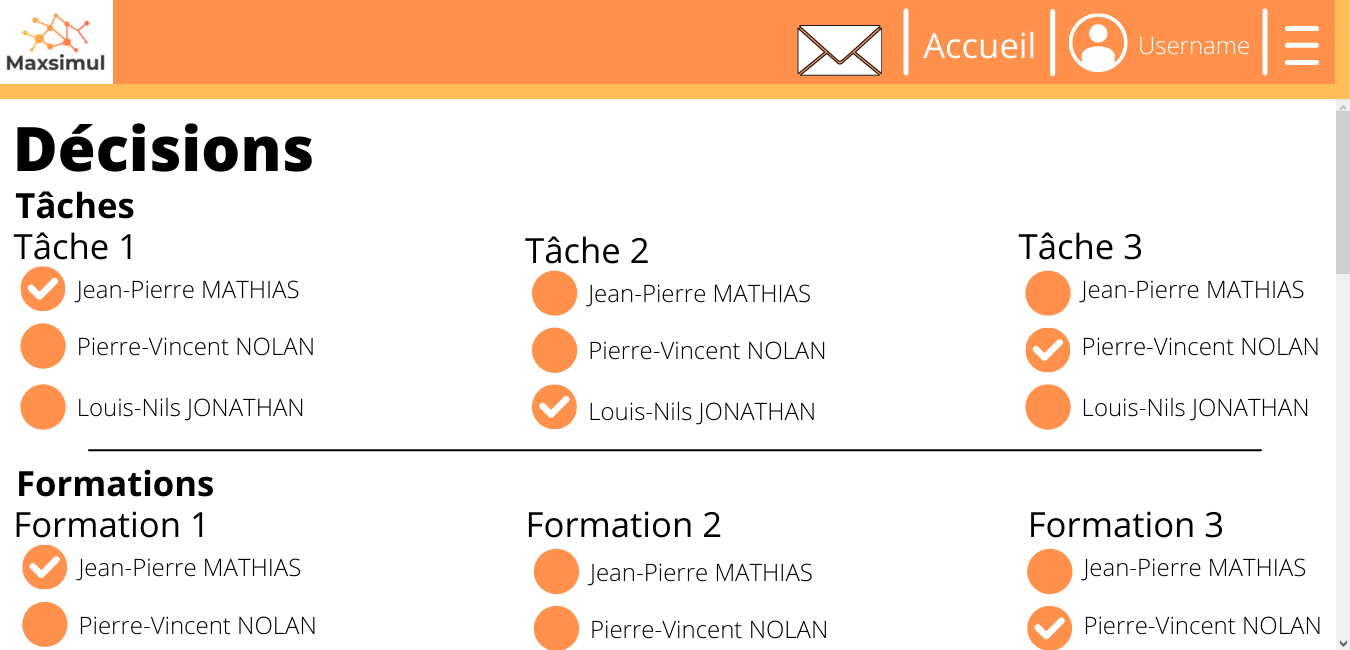 Maxsimul
Accueil
Username
Décisions
Tâches
Tâche 1
Jean-Pierre MATHIAS
Pierre-Vincent NOLAN
Louis-Nils JONATHAN
Tâche 2
Jean-Pierre MATHIAS
Pierre-Vincent NOLAN
Louis-Nils JONATHAN
Tâche 3
Jean-Pierre MATHIAS
Pierre-Vincent NOLAN
Louis-Nils JONATHAN
Formations
Formation 1
Jean-Pierre MATHIAS
Pierre-Vincent NOLAN
Formation 2
Jean-Pierre MATHIAS
Pierre-Vincent NOLAN
Formation 3
Jean-Pierre MATHIAS
Pierre-Vincent NOLAN